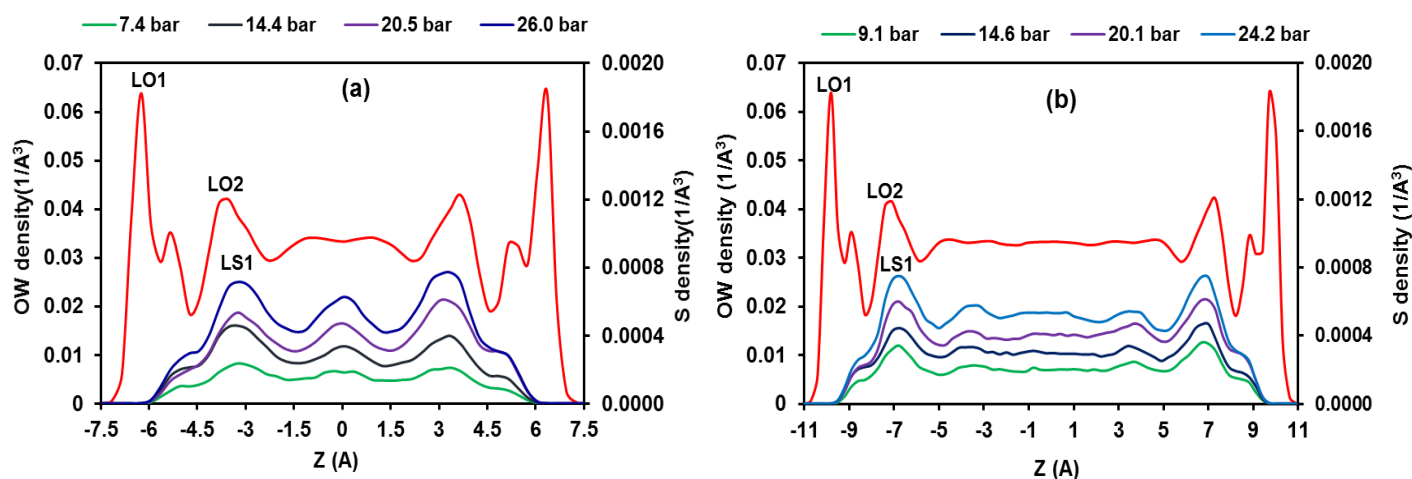 7.4 bar 14.4 bar 20.5 bar 26.0 bar
(a)
LO1
LO2
LS1
OW density(1/A³)
0.07
0.06
0.05
0.04
0.03
0.02
0.01
0
S density(1/A³)
0.0020
0.0016
0.0012
0.0008
0.0004
0.0000
-7.5 -6 -4.5 -3 -1.5 0 1.5 3 4.5 6 7.5
Z (A)
9.1 bar 14.6 bar 20.1 bar 24.2 bar
(b)
LO1
LO2
LS1
OW density (1/A³)
0.07
0.06
0.05
0.04
0.03
0.02
0.01
0
S density(1/A³)
0.0020
0.0016
0.0012
0.0008
0.0004
0.0000
-11 -9 -7 -5 -3 -1 1 3 5 7 9 11
Z (A)